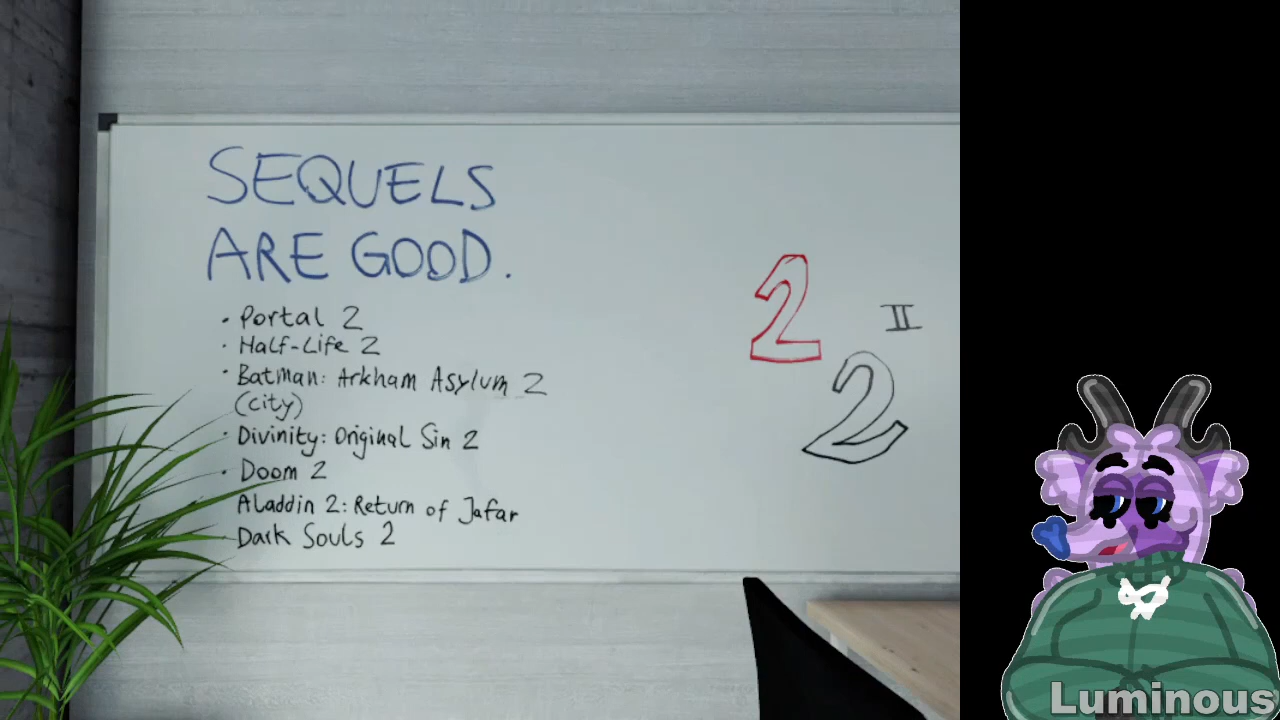 SEQUELS
ARE GOOD.
• Portal 2
• Half-Life 2
• Batman: Arkham Asylum 2
(City)
• Divinity: Original Sin 2
• Doom 2
Aladdin 2: Return of Jafar
Dark Souls 2
2
II
2
Luminous